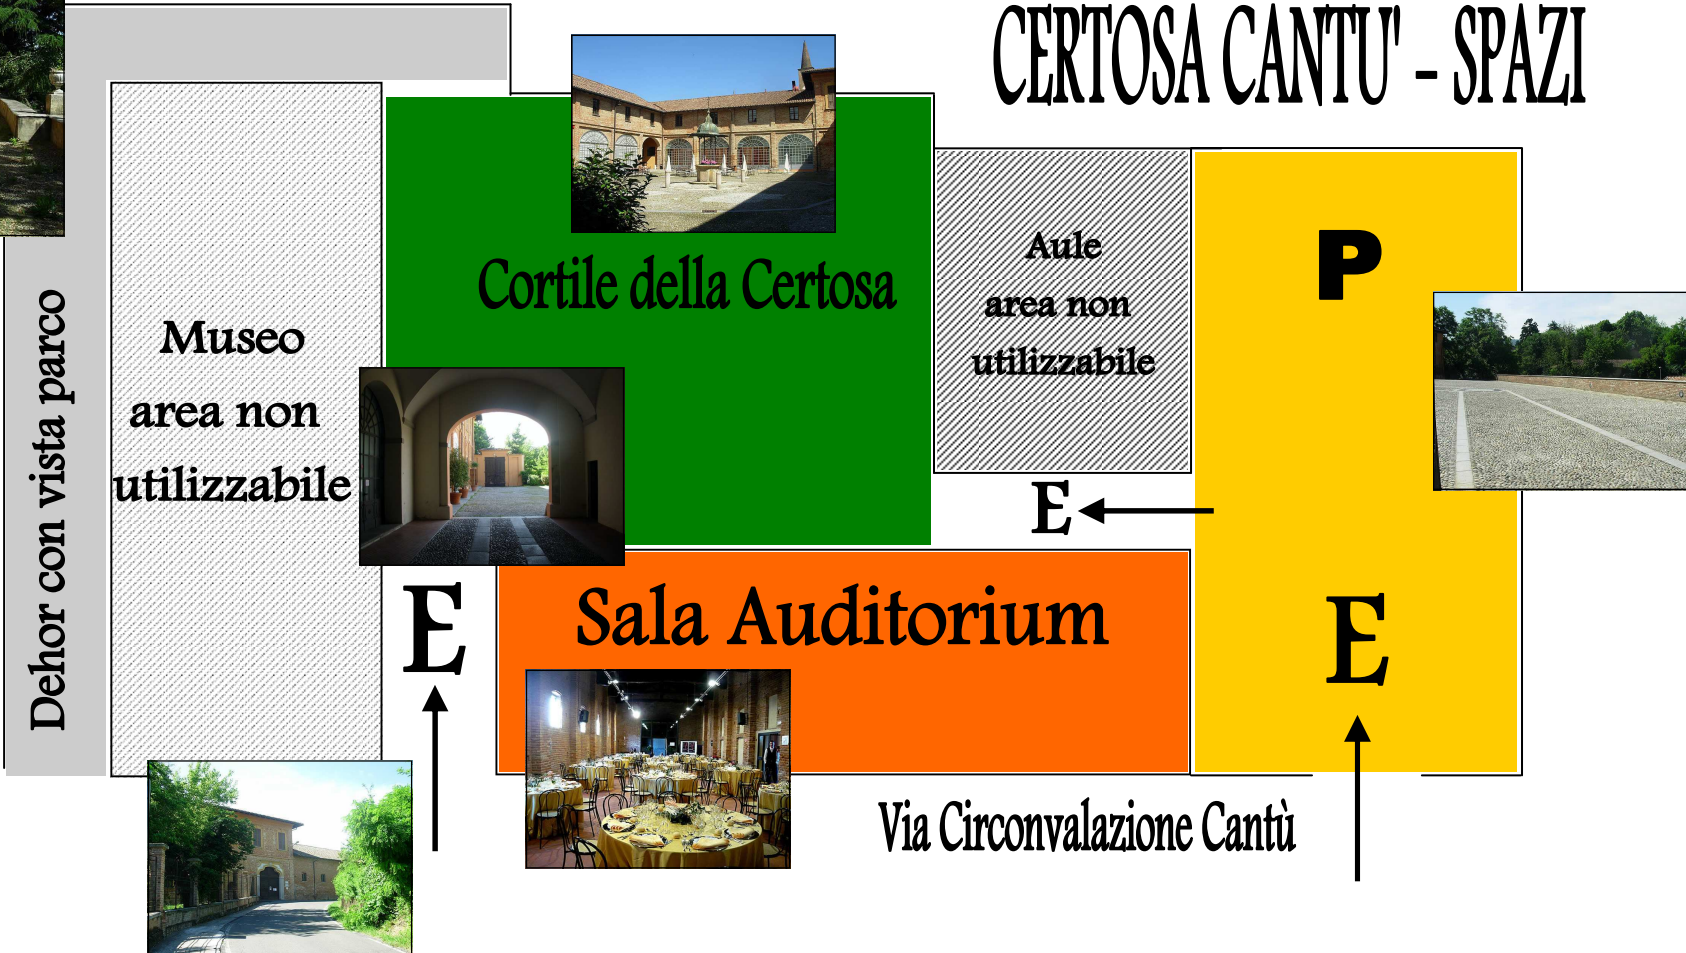 CERTOSA CANTU' - SPAZI
Dehor con vista parco
Museo
area non
utilizzabile
Cortile della Certosa
Aule
area non
utilizzabile
P
E
E
Sala Auditorium
E
Via Circonvalazione Cantù